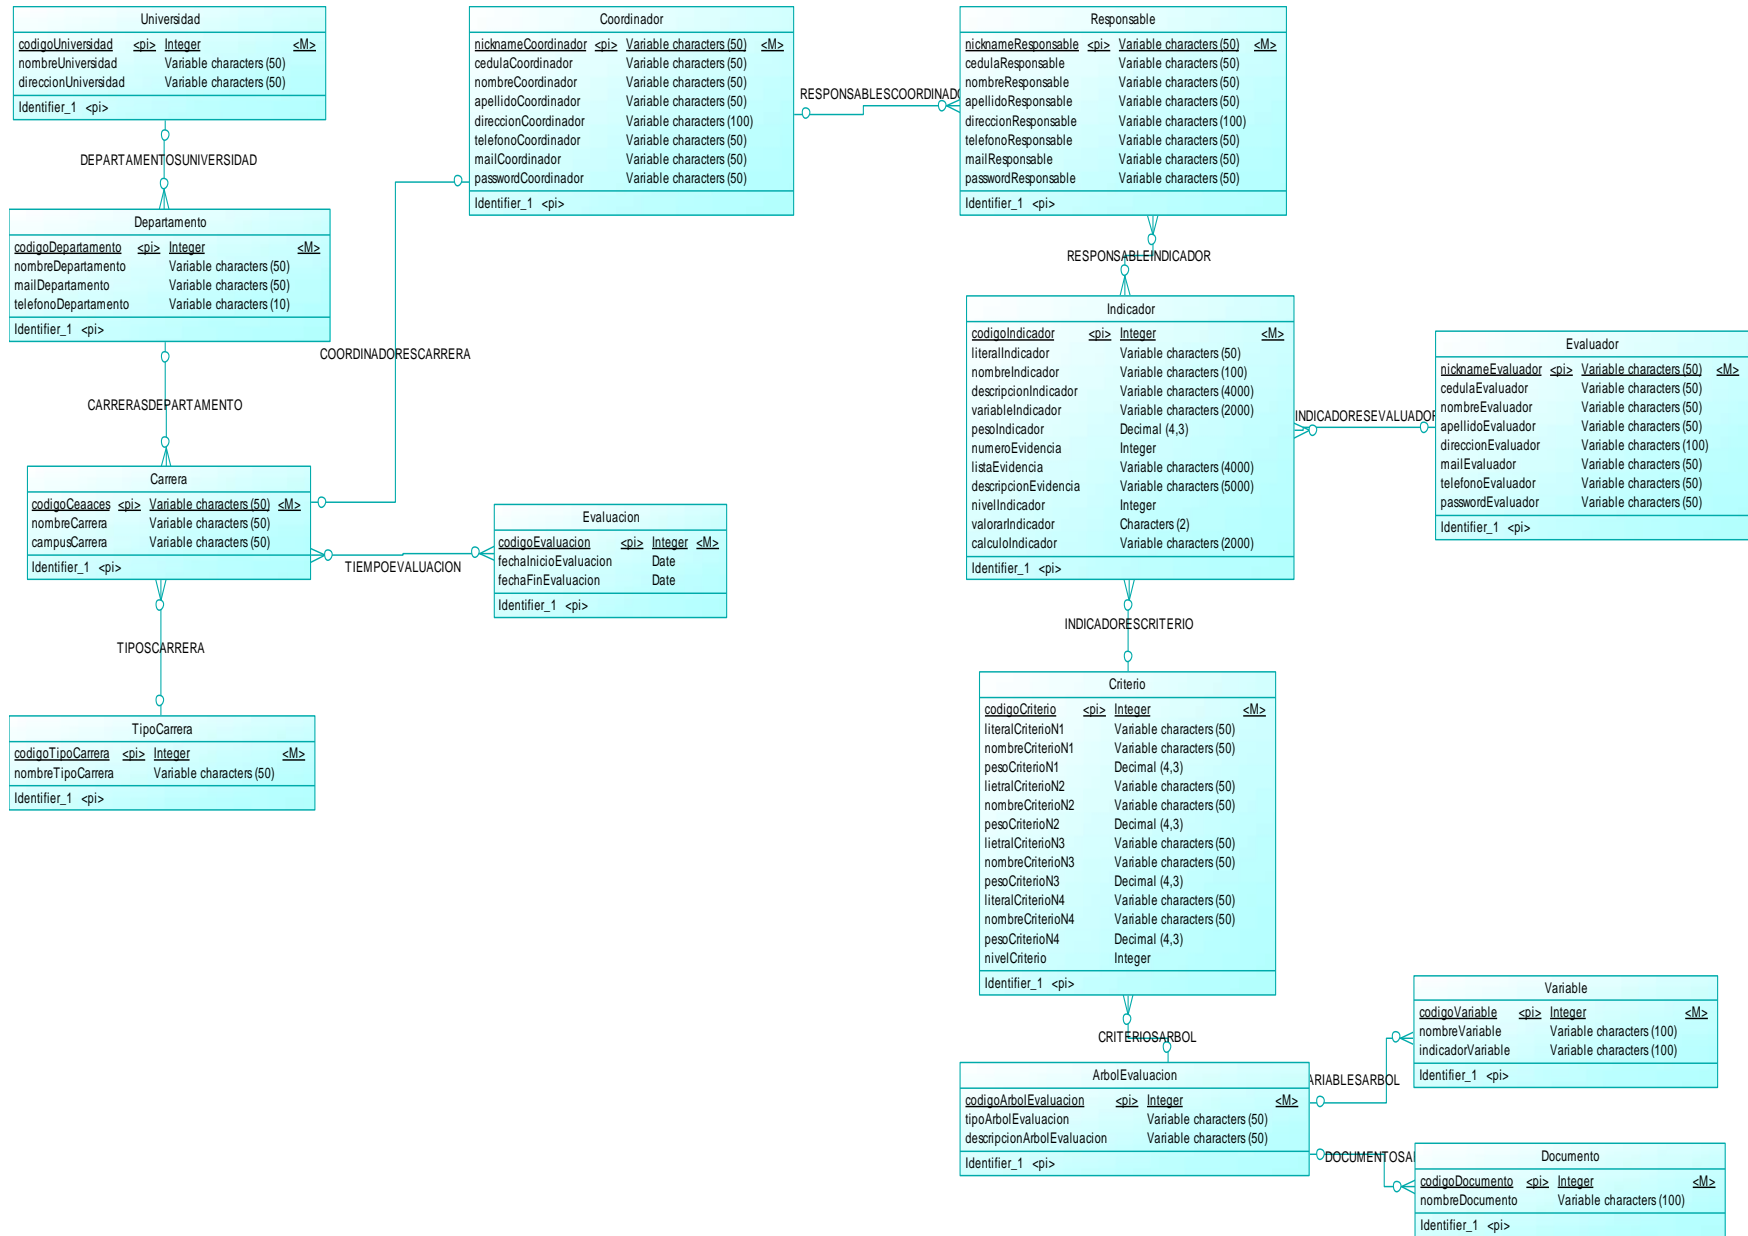 Universidad
codigoUniversidad <pi> Integer <M>
nombreUniversidad Variable characters (50)
direccionUniversidad Variable characters (50)
Identifier_1 <pi>
DEPARTAMENTOSUNIVERSIDAD
Departamento
codigoDepartamento <pi> Integer <M>
nombreDepartamento Variable characters (50)
mailDepartamento Variable characters (50)
telefonoDepartamento Variable characters (10)
Identifier_1 <pi>
CARRERASDEPARTAMENTO
Carrera
codigoCeaaces <pi> Variable characters (50) <M>
nombreCarrera Variable characters (50)
campusCarrera Variable characters (50)
Identifier_1 <pi>
TIPOSCARRERA
TipoCarrera
codigoTipoCarrera <pi> Integer <M>
nombreTipoCarrera Variable characters (50)
Identifier_1 <pi>
Coordinador
nicknameCoordinador <pi> Variable characters (50) <M>
cedulaCoordinador Variable characters (50)
nombreCoordinador Variable characters (50)
apellidoCoordinador Variable characters (50)
direccionCoordinador Variable characters (100)
telefonoCoordinador Variable characters (50)
mailCoordinador Variable characters (50)
passwordCoordinador Variable characters (50)
Identifier_1 <pi>
COORDINADORESCARRERA
TIEMPOEVALUACION
Evaluacion
codigoEvaluacion <pi> Integer <M>
fechaInicioEvaluacion Date
fechaFinEvaluacion Date
Identifier_1 <pi>
RESPONSABLESCOORDINADO
Responsable
nicknameResponsable <pi> Variable characters (50) <M>
cedulaResponsable Variable characters (50)
nombreResponsable Variable characters (50)
apellidoResponsable Variable characters (50)
direccionResponsable Variable characters (100)
telefonoResponsable Variable characters (50)
mailResponsable Variable characters (50)
passwordResponsable Variable characters (50)
Identifier_1 <pi>
RESPONSABLEINDICADOR
Indicador
codigoIndicador <pi> Integer <M>
literalIndicador Variable characters (50)
nombreIndicador Variable characters (100)
descripcionIndicador Variable characters (4000)
variableIndicador Variable characters (2000)
pesoIndicador Decimal (4,3)
numeroEvidencia Integer
listaEvidencia Variable characters (4000)
descripcionEvidencia Variable characters (5000)
nivelIndicador Integer
valorarIndicador Characters (2)
calculoIndicador Variable characters (2000)
Identifier_1 <pi>
INDICADORESEVALUADOR
Evaluador
nicknameEvaluador <pi> Variable characters (50) <M>
cedulaEvaluador Variable characters (50)
nombreEvaluador Variable characters (50)
apellidoEvaluador Variable characters (50)
direccionEvaluador Variable characters (100)
mailEvaluador Variable characters (50)
telefonoEvaluador Variable characters (50)
passwordEvaluador Variable characters (50)
Identifier_1 <pi>
INDICADORESCRITERIO
Criterio
codigoCriterio <pi> Integer <M>
literalCriterioN1 Variable characters (50)
nombreCriterioN1 Variable characters (50)
pesoCriterioN1 Decimal (4,3)
lietralCriterioN2 Variable characters (50)
nombreCriterioN2 Variable characters (50)
pesoCriterioN2 Decimal (4,3)
lietralCriterioN3 Variable characters (50)
nombreCriterioN3 Variable characters (50)
pesoCriterioN3 Decimal (4,3)
literalCriterioN4 Variable characters (50)
nombreCriterioN4 Variable characters (50)
pesoCriterioN4 Decimal (4,3)
nivelCriterio Integer
Identifier_1 <pi>
CRITERIOSARBOL
ArbolEvaluacion
codigoArbolEvaluacion <pi> Integer <M>
tipoArbolEvaluacion Variable characters (50)
descripcionArbolEvaluacion Variable characters (50)
Identifier_1 <pi>
ARIABLESARBOL
Variable
codigoVariable <pi> Integer <M>
nombreVariable Variable characters (100)
indicadorVariable Variable characters (100)
Identifier_1 <pi>
DOCUMENTOSA
Documento
codigoDocumento <pi> Integer <M>
nombreDocumento Variable characters (100)
Identifier_1 <pi>